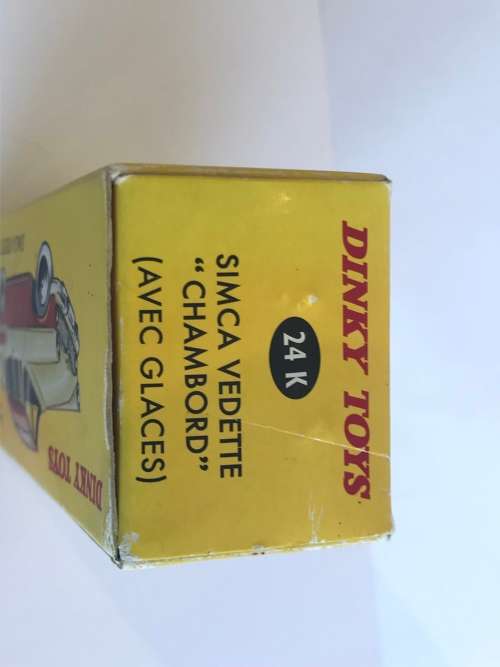 DINKY TOYS
24 K
SIMCA VEDETTE
“CHAMBORD”
(AVEC GLACES)
DINKY TOYS